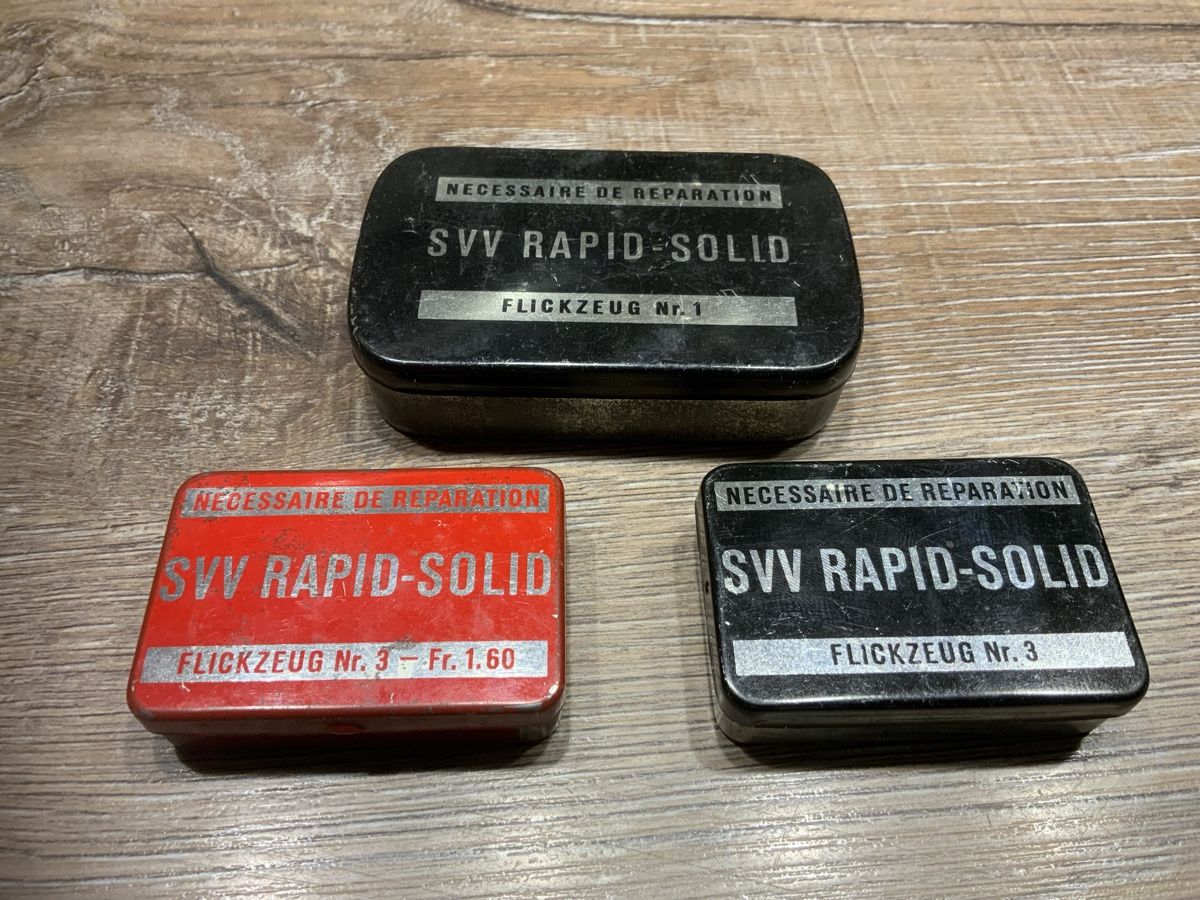 NECESSAIRE DE REPARATION
SVV RAPID-SOLID
FLICKZEUG Nr. 1
NECESSAIRE DE REPARATION
SVV RAPID-SOLID
FLICKZEUG Nr. 3 – Fr. 1.60
NECESSAIRE DE REPARATION
SVV RAPID-SOLID
FLICKZEUG Nr. 3